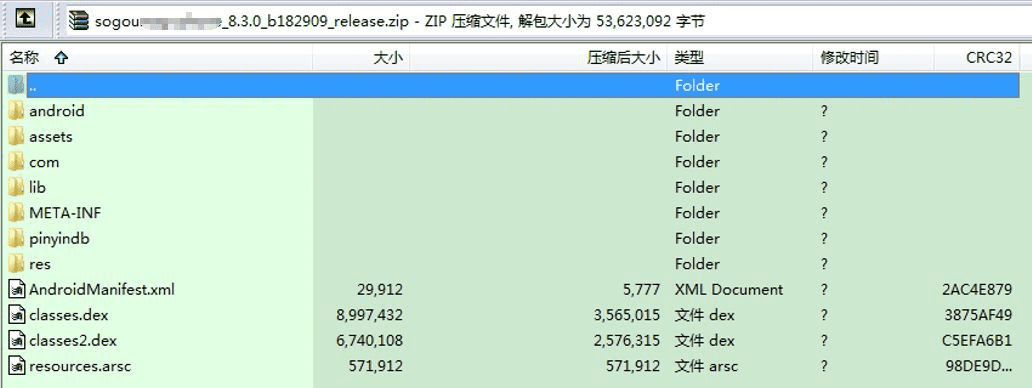 sogou _8.3.0_b182909_release.zip - ZIP 压缩文件, 解包大小为 53,623,092 字节
名称 大小 压缩后大小 类型 修改时间 CRC32
.. Folder
android Folder ?
assets Folder ?
com Folder ?
lib Folder ?
META-INF Folder ?
pinyindb Folder ?
res Folder ?
AndroidManifest.xml 29,912 5,777 XML Document ? 2AC4E879
classes.dex 8,997,432 3,565,015 文件 dex ? 3875AF49
classes2.dex 6,740,108 2,576,315 文件 dex ? C5EFA6B1
resources.arsc 571,912 571,912 文件 arsc ? 98DE9D...